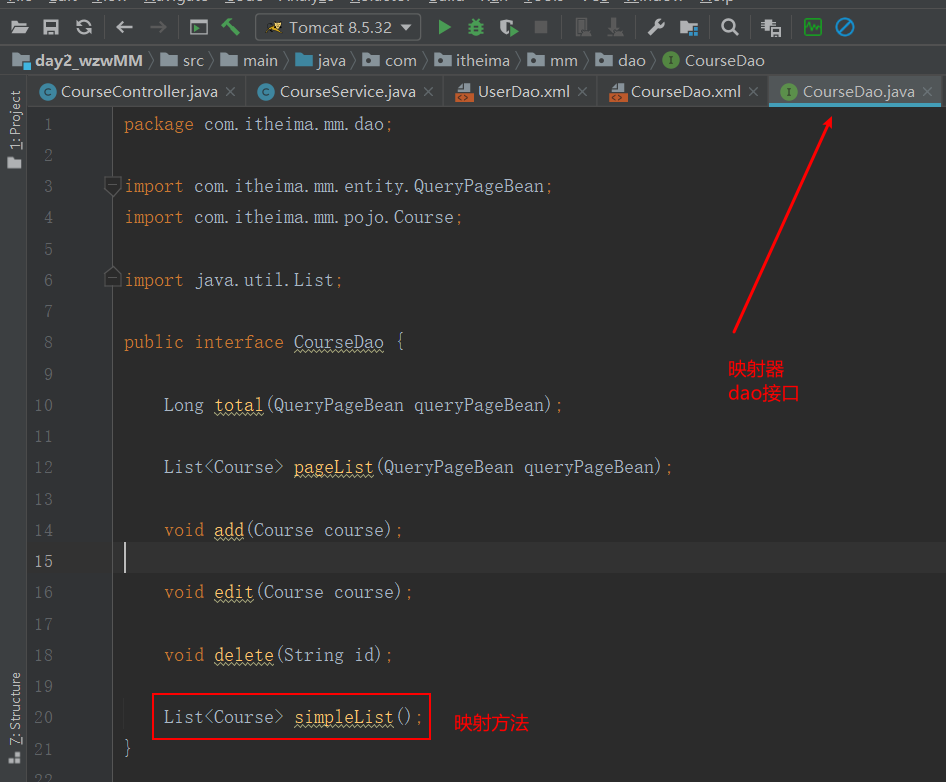 Tomcat 8.5.32
day2_wzwMM src main java com itheima mm dao CourseDao
CourseController.java CourseService.java UserDao.xml CourseDao.xml CourseDao.java
1: Project
Z: Structure
1 package com.itheima.mm.dao;
2
3 import com.itheima.mm.entity.QueryPageBean;
4 import com.itheima.mm.pojo.Course;
5
6 import java.util.List;
7
8 public interface CourseDao {
9
10 Long total(QueryPageBean queryPageBean);
11
12 List<Course> pageList(QueryPageBean queryPageBean);
13
14 void add(Course course);
15
16 void edit(Course course);
17
18 void delete(String id);
19
20 List<Course> simpleList();
21 }
22
映射器
dao接口
映射方法